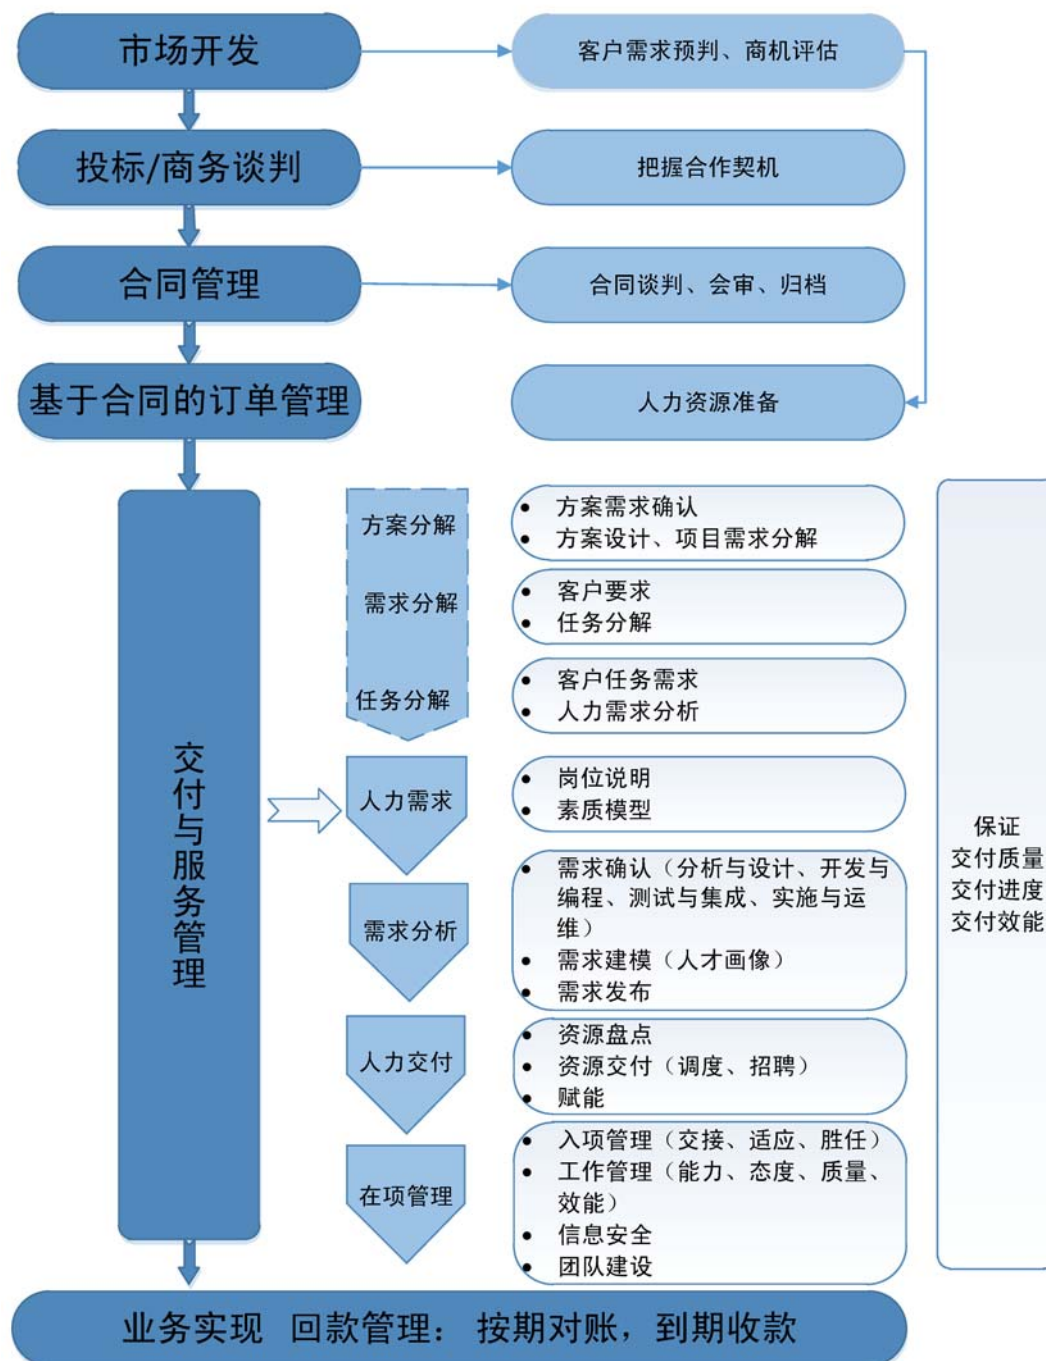 市场开发
客户需求预判、商机评估
投标/商务谈判
把握合作契机
合同管理
合同谈判、会审、归档
基于合同的订单管理
人力资源准备
交付与服务管理
方案分解
• 方案需求确认
• 方案设计、项目需求分解
需求分解
• 客户要求
• 任务分解
任务分解
• 客户任务需求
• 人力需求分析
人力需求
• 岗位说明
• 素质模型
需求分析
• 需求确认（分析与设计、开发与
编程、测试与集成、实施与运
维）
• 需求建模（人才画像）
• 需求发布
人力交付
• 资源盘点
• 资源交付（调度、招聘）
• 赋能
在项管理
• 入项管理（交接、适应、胜任）
• 工作管理（能力、态度、质量、
效能）
• 信息安全
• 团队建设
保证
交付质量
交付进度
交付效能
业务实现 回款管理：按期对账，到期收款